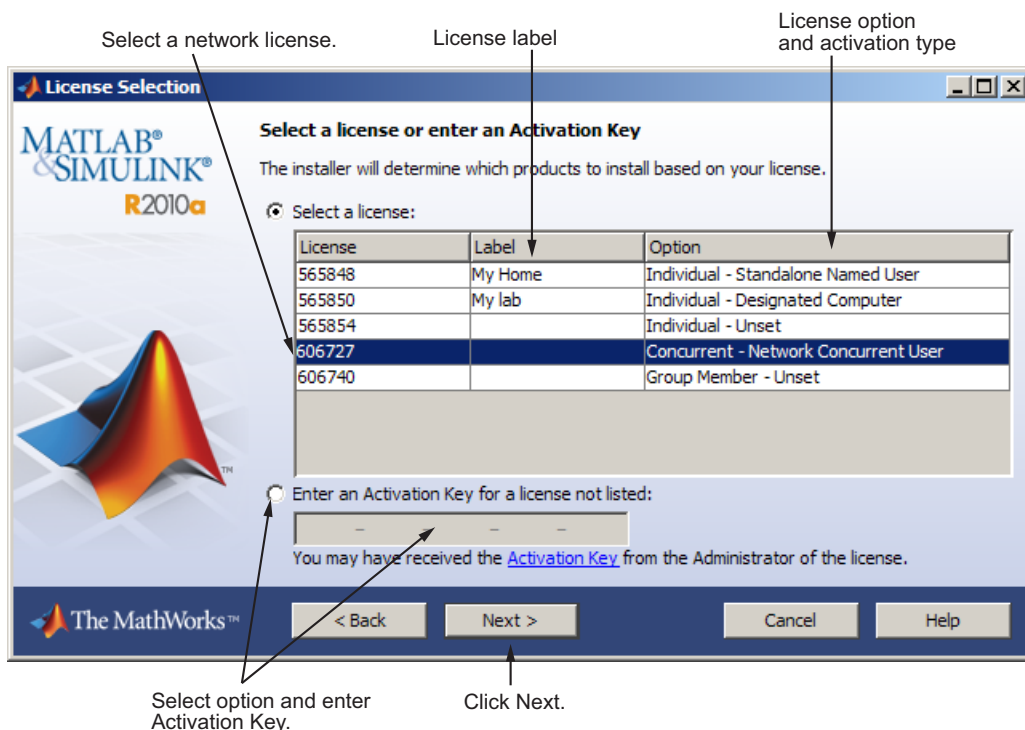 Select a network license.
License label
License option
and activation type
License Selection
MATLAB®
&SIMULINK®
R2010a
Select a license or enter an Activation Key
The installer will determine which products to install based on your license.
Select a license:
License Label Option
565848 My Home Individual - Standalone Named User
565850 My lab Individual - Designated Computer
565854 Individual - Unset
606727 Concurrent - Network Concurrent User
606740 Group Member - Unset
TM
Enter an Activation Key for a license not listed:
– – – –
You may have received the Activation Key from the Administrator of the license.
The MathWorks™
< Back Next > Cancel Help
Select option and enter
Activation Key.
Click Next.